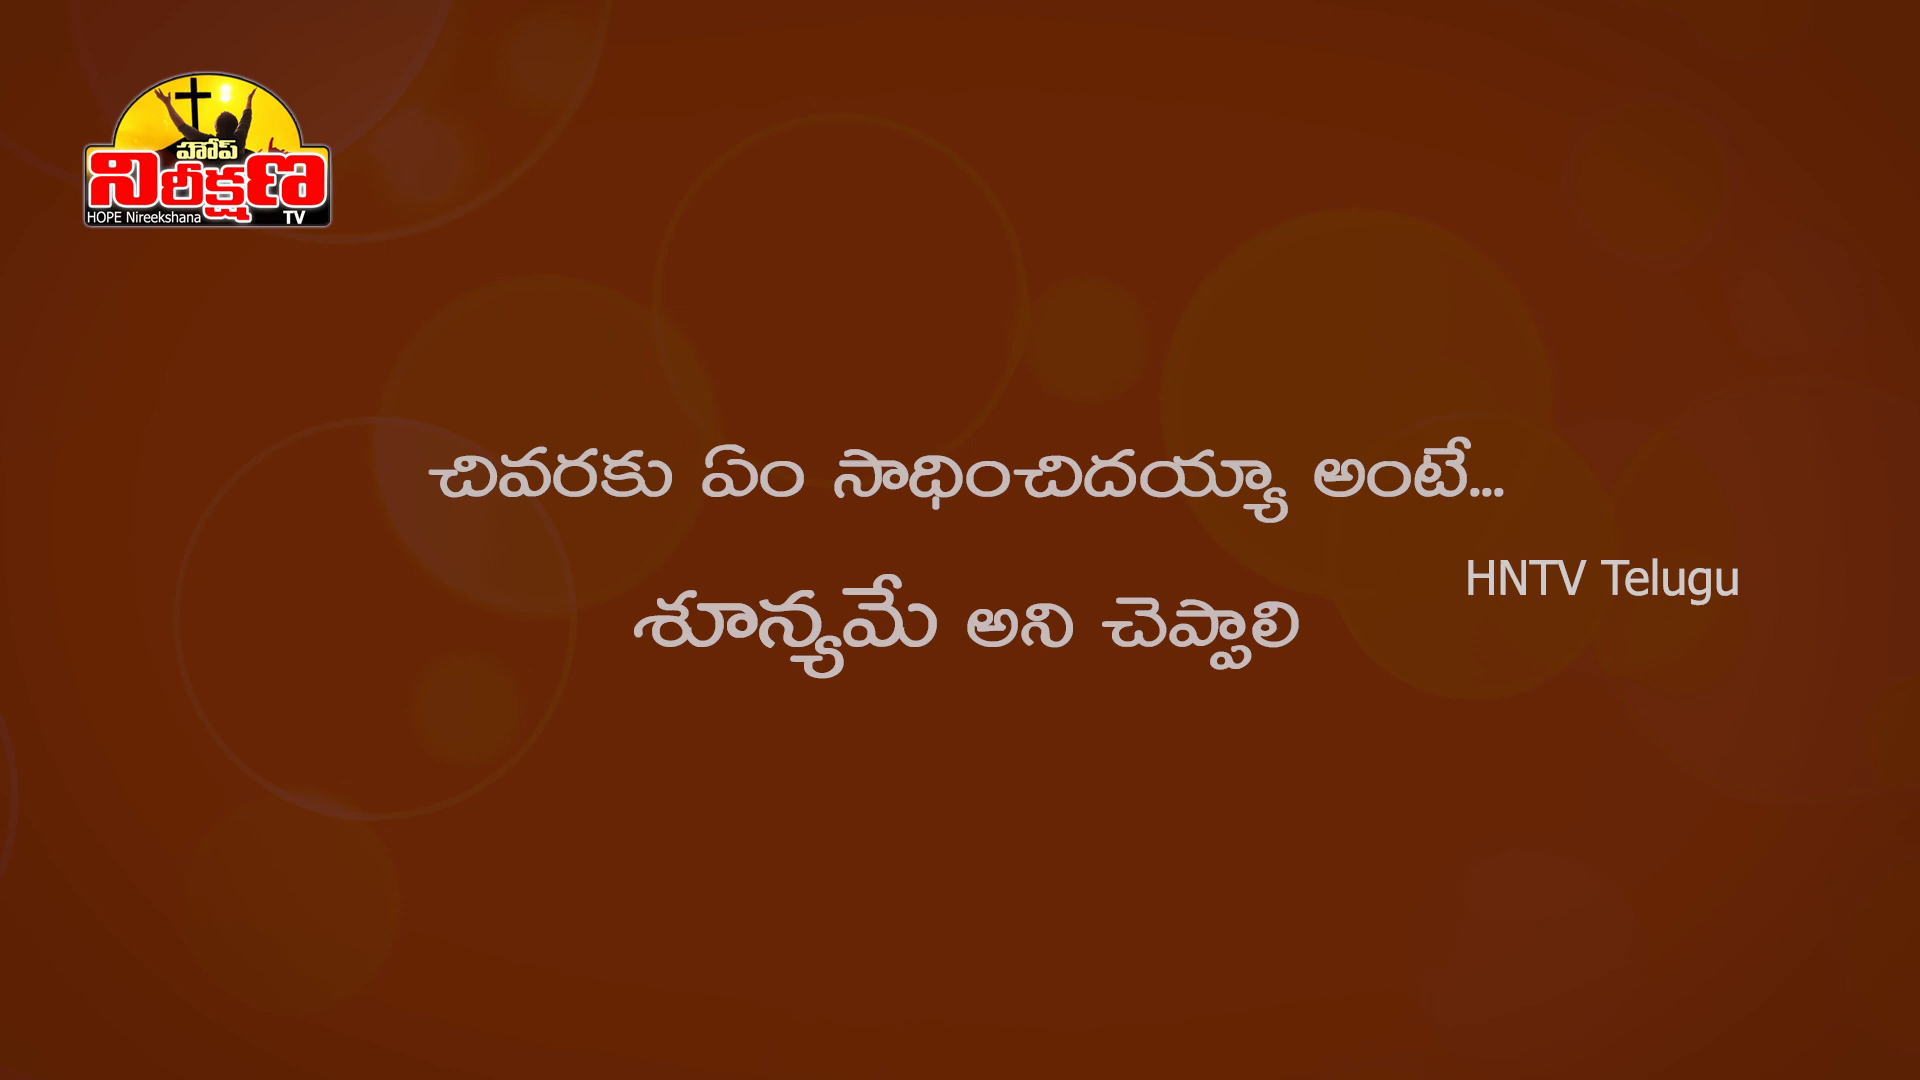 హోప్
నిరీక్షణ
HOPE Nireekshana TV
చివరకు ఏం సాధించిదయ్యా అంటే...
HNTV Telugu
శూన్యమే అని చెప్పాలి